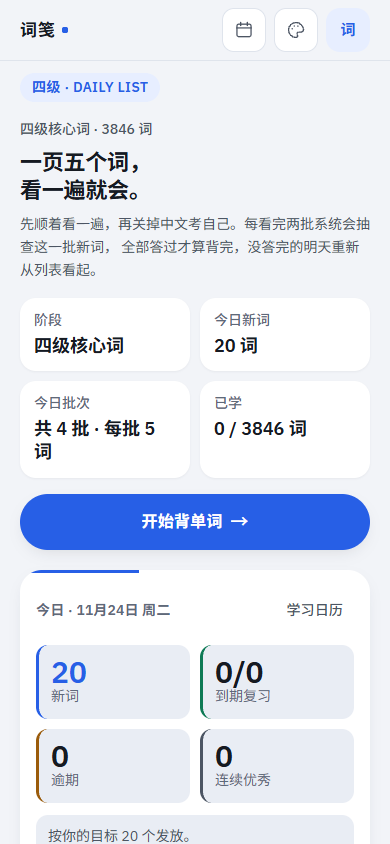 词笺
词
四级 · DAILY LIST
四级核心词 · 3846 词
一页五个词，
看一遍就会。
先顺着看一遍，再关掉中文考自己。每看完两批系统会抽
查这一批新词， 全部答过才算背完，没答完的明天重新
从列表看起。
阶段
四级核心词
今日新词
20 词
今日批次
共 4 批 · 每批 5
词
已学
0 / 3846 词
开始背单词 →
今日 · 11月24日 周二
学习日历
20
新词
0/0
到期复习
0
逾期
0
连续优秀
按你的目标 20 个发放。